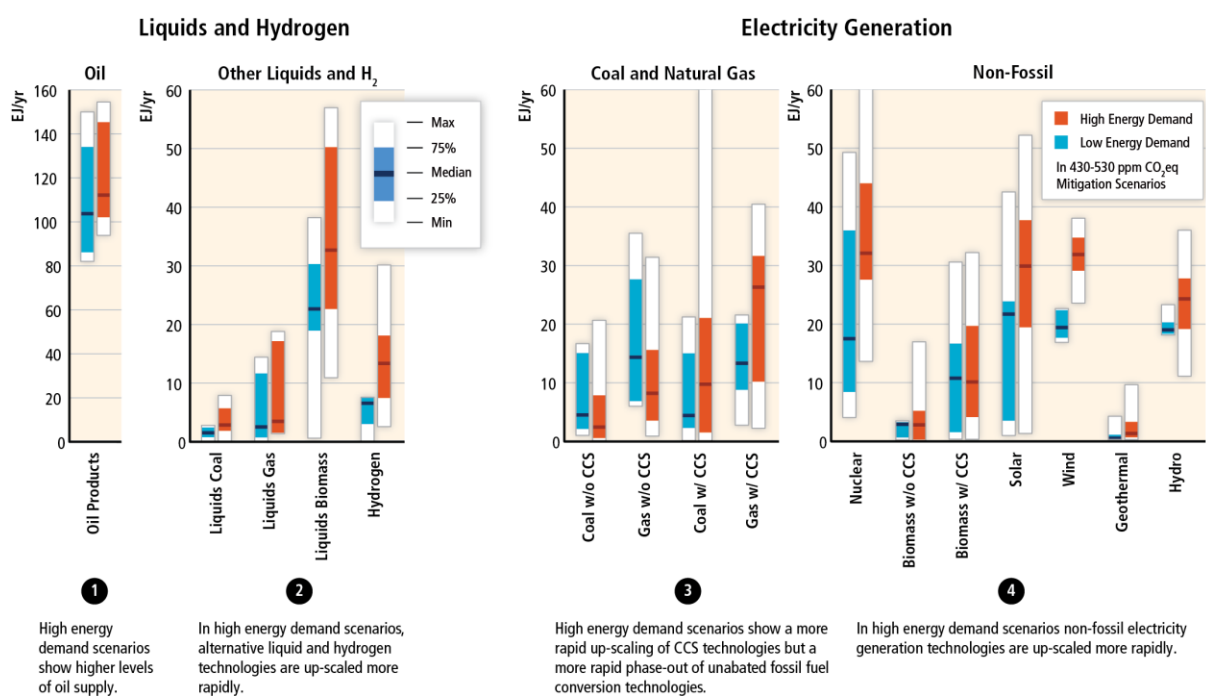 Liquids and Hydrogen
Electricity Generation
Oil
Other Liquids and H₂
Coal and Natural Gas
Non-Fossil
EJ/yr
160
140
120
100
80
60
40
20
0
Oil Products
EJ/yr
60
50
40
30
20
10
0
Max
75%
Median
25%
Min
Liquids Coal
Liquids Gas
Liquids Biomass
Hydrogen
EJ/yr
60
50
40
30
20
10
0
Coal w/o CCS
Gas w/o CCS
Coal w/ CCS
Gas w/ CCS
EJ/yr
60
50
40
30
20
10
0
High Energy Demand
Low Energy Demand
In 430-530 ppm CO₂eq
Mitigation Scenarios
Nuclear
Biomass w/o CCS
Biomass w/ CCS
Solar
Wind
Geothermal
Hydro
1
High energy
demand scenarios
show higher levels
of oil supply.
2
In high energy demand scenarios,
alternative liquid and hydrogen
technologies are up-scaled more
rapidly.
3
High energy demand scenarios show a more
rapid up-scaling of CCS technologies but a
more rapid phase-out of unabated fossil fuel
conversion technologies.
4
In high energy demand scenarios non-fossil electricity
generation technologies are up-scaled more rapidly.